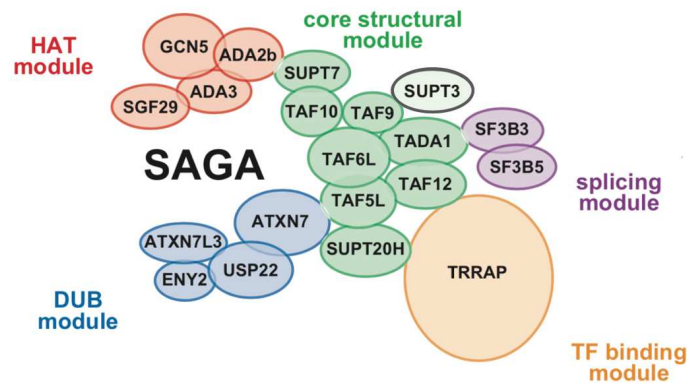 core structural
module
HAT
module
GCN5
ADA2b
SUPT7
ADA3
SGF29
SUPT3
TAF10
TAF9
TADA1
SF3B3
SF3B5
SAGA
TAF6L
TAF12
TAF5L
splicing
module
ATXN7
ATXN7L3
SUPT20H
USP22
ENY2
TRRAP
DUB
module
TF binding
module